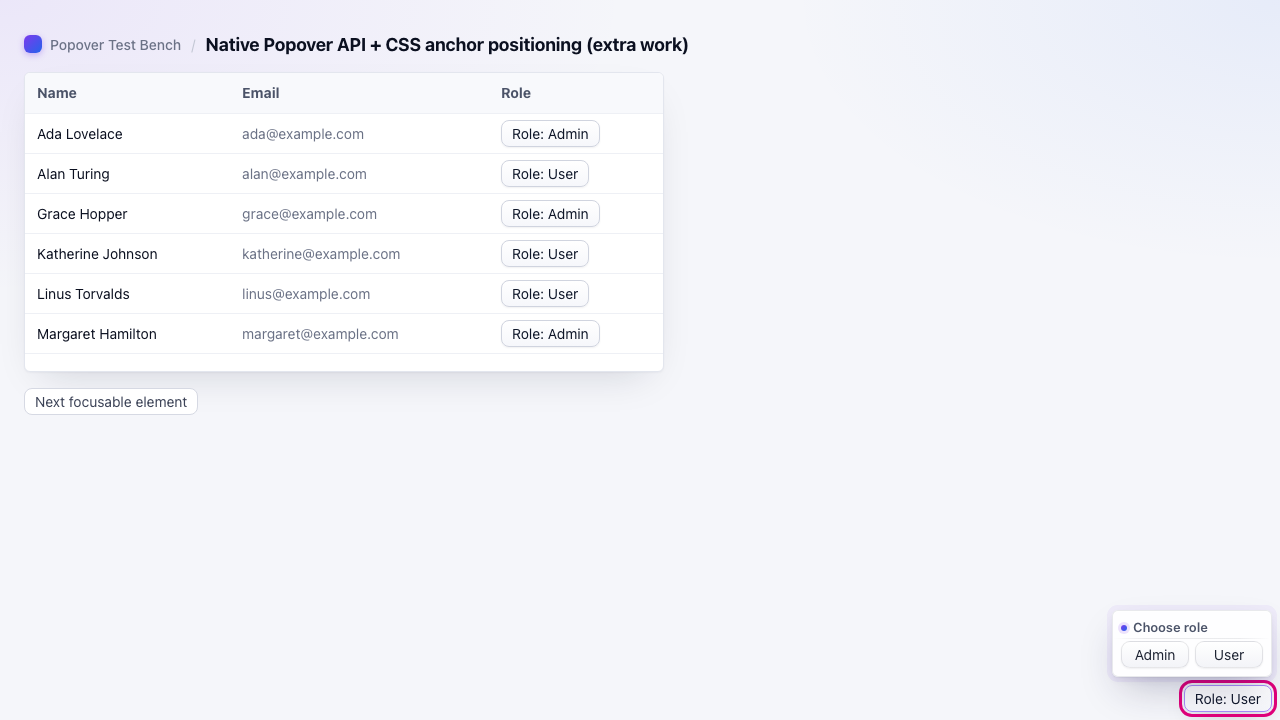 Popover Test Bench / Native Popover API + CSS anchor positioning (extra work)
Name Email Role
Ada Lovelace ada@example.com Role: Admin
Alan Turing alan@example.com Role: User
Grace Hopper grace@example.com Role: Admin
Katherine Johnson katherine@example.com Role: User
Linus Torvalds linus@example.com Role: User
Margaret Hamilton margaret@example.com Role: Admin
Next focusable element
Choose role
Admin User
Role: User